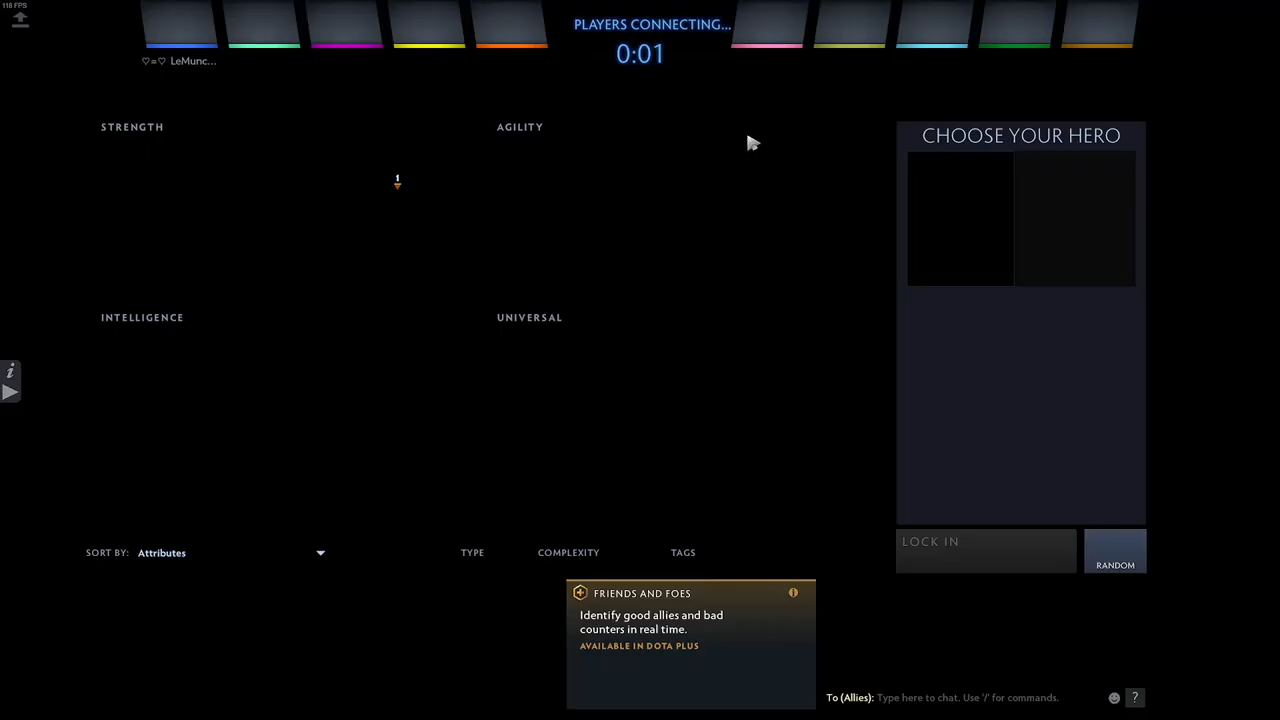 118 FPS
PLAYERS CONNECTING...
0:01
♡=♡ LeMunc...
STRENGTH
AGILITY
CHOOSE YOUR HERO
1
INTELLIGENCE
UNIVERSAL
i
SORT BY: Attributes
TYPE
COMPLEXITY
TAGS
LOCK IN
RANDOM
FRIENDS AND FOES
Identify good allies and bad
counters in real time.
AVAILABLE IN DOTA PLUS
To (Allies): Type here to chat. Use '/' for commands.
?